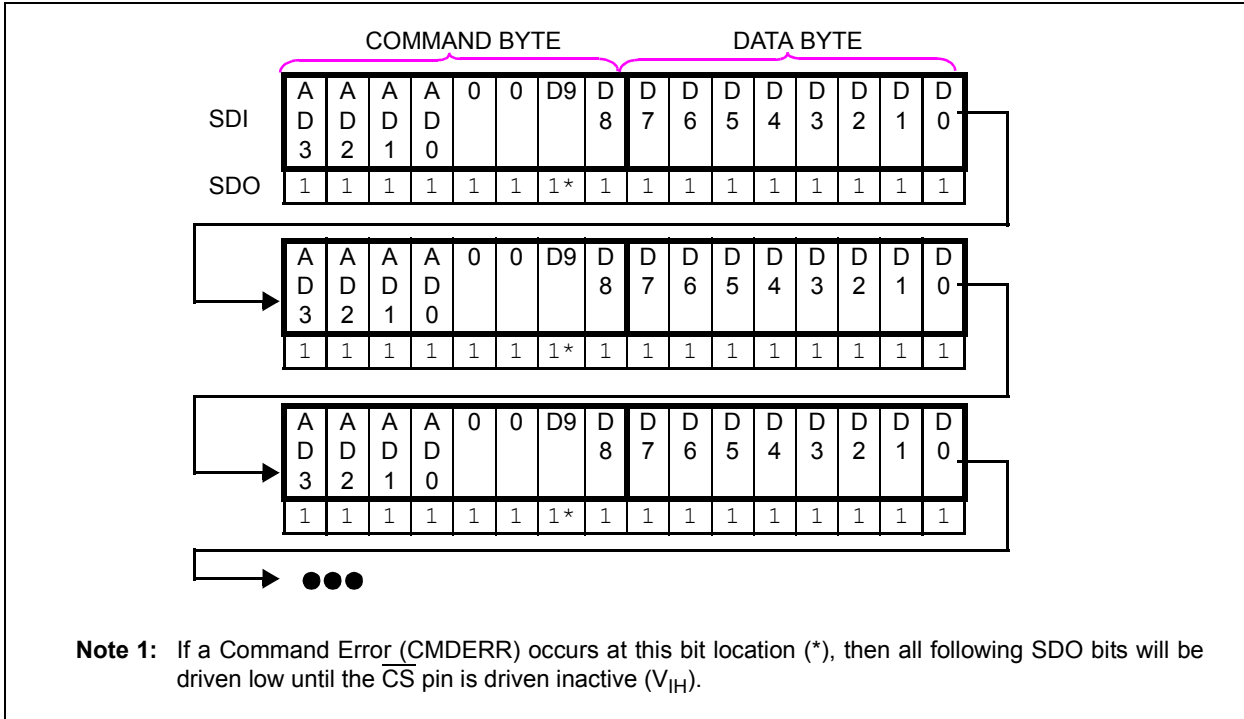 COMMAND BYTE DATA BYTE
SDI A A A A 0 0 D9 D D D D D D D D D
D D D D 8 7 6 5 4 3 2 1 0
3 2 1 0
SDO 1 1 1 1 1 1 1* 1 1 1 1 1 1 1 1 1
A A A A 0 0 D9 D D D D D D D D D
D D D D 8 7 6 5 4 3 2 1 0
3 2 1 0
1 1 1 1 1 1 1* 1 1 1 1 1 1 1 1 1
A A A A 0 0 D9 D D D D D D D D D
D D D D 8 7 6 5 4 3 2 1 0
3 2 1 0
1 1 1 1 1 1 1* 1 1 1 1 1 1 1 1 1
Note 1: If a Command Error (CMDERR) occurs at this bit location (*), then all following SDO bits will be
driven low until the CS pin is driven inactive (VIH).